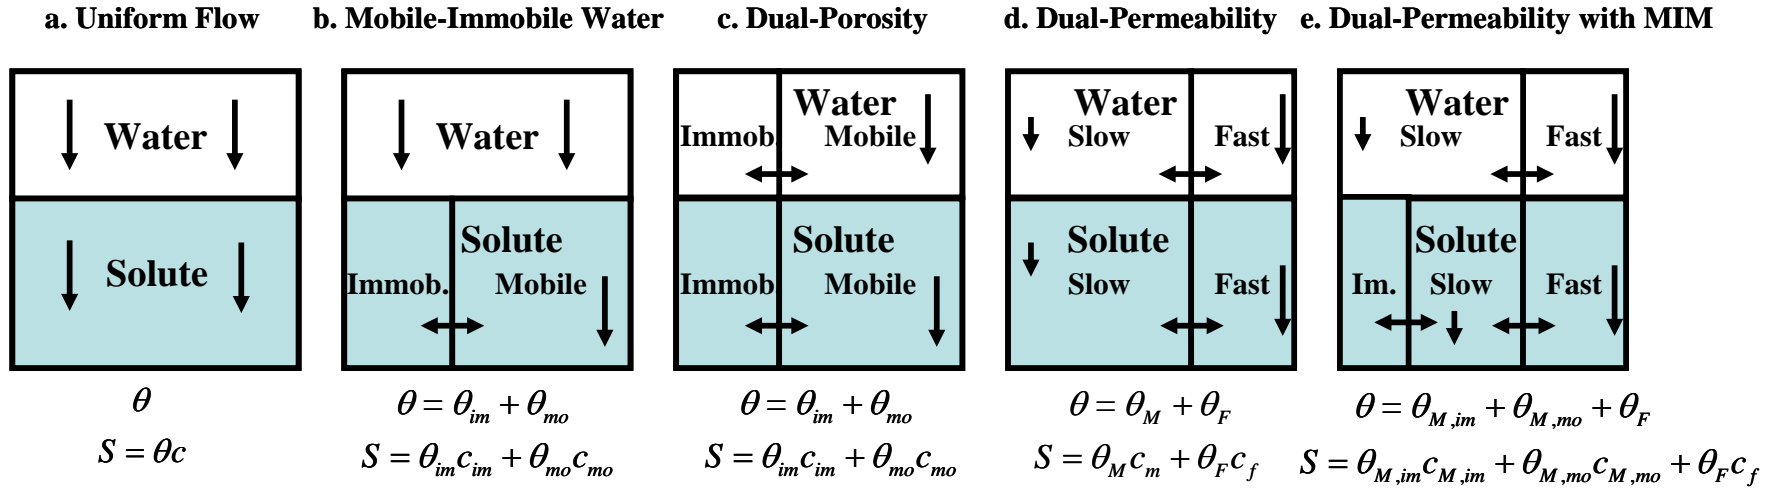 a. Uniform Flow
Water
Solute
θ
S = θc
b. Mobile-Immobile Water
Water
Solute
Immob. Mobile
θ = θ_im + θ_mo
S = θ_im c_im + θ_mo c_mo
c. Dual-Porosity
Water
Immob. Mobile
Solute
Immob. Mobile
θ = θ_im + θ_mo
S = θ_im c_im + θ_mo c_mo
d. Dual-Permeability
Water
Slow Fast
Solute
Slow Fast
θ = θ_M + θ_F
S = θ_M c_m + θ_F c_f
e. Dual-Permeability with MIM
Water
Slow Fast
Solute
Im. Slow Fast
θ = θ_M,im + θ_M,mo + θ_F
S = θ_M,im c_M,im + θ_M,mo c_M,mo + θ_F c_f